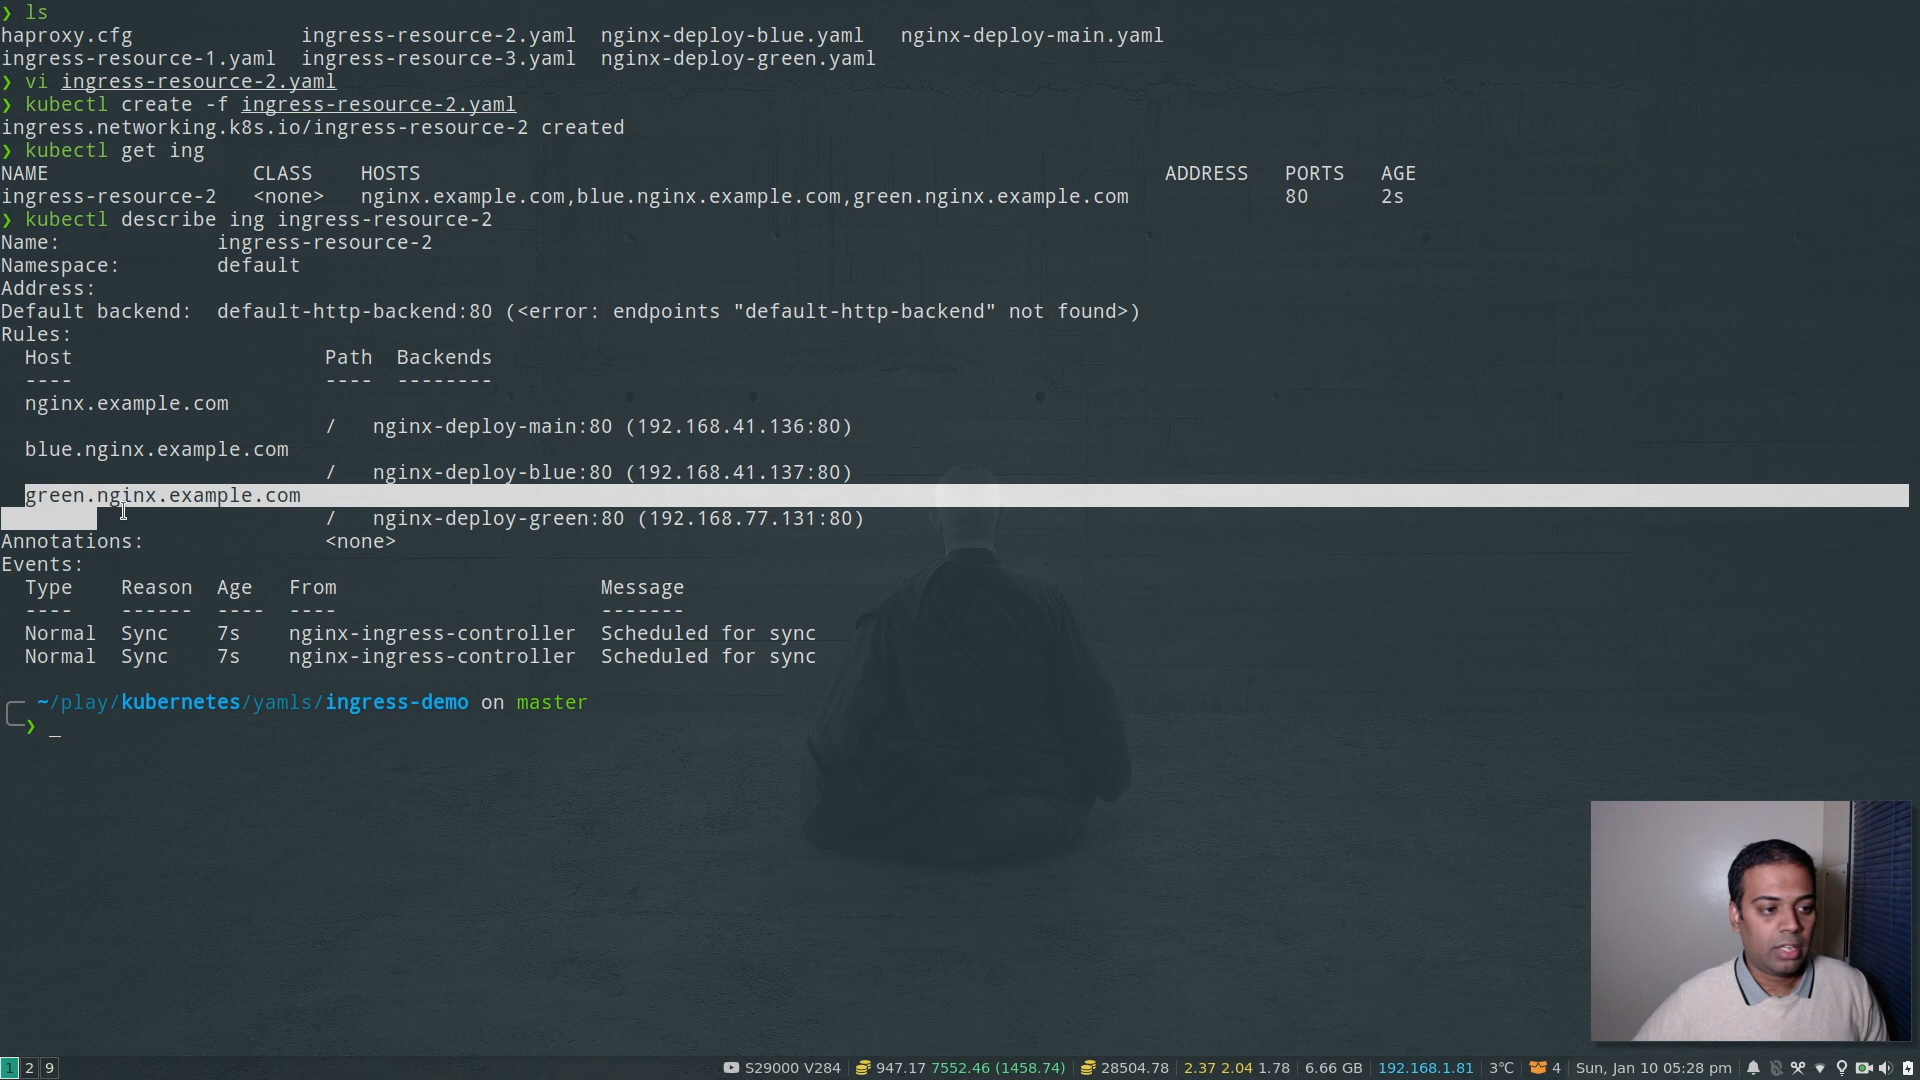 ❯ ls
haproxy.cfg ingress-resource-2.yaml nginx-deploy-blue.yaml nginx-deploy-main.yaml
ingress-resource-1.yaml ingress-resource-3.yaml nginx-deploy-green.yaml
❯ vi ingress-resource-2.yaml
❯ kubectl create -f ingress-resource-2.yaml
ingress.networking.k8s.io/ingress-resource-2 created
❯ kubectl get ing
NAME CLASS HOSTS ADDRESS PORTS AGE
ingress-resource-2 <none> nginx.example.com,blue.nginx.example.com,green.nginx.example.com 80 2s
❯ kubectl describe ing ingress-resource-2
Name: ingress-resource-2
Namespace: default
Address:
Default backend: default-http-backend:80 (<error: endpoints "default-http-backend" not found>)
Rules:
Host Path Backends
---- ---- --------
nginx.example.com
/ nginx-deploy-main:80 (192.168.41.136:80)
blue.nginx.example.com
/ nginx-deploy-blue:80 (192.168.41.137:80)
green.nginx.example.com
/ nginx-deploy-green:80 (192.168.77.131:80)
Annotations: <none>
Events:
Type Reason Age From Message
---- ------ ---- ---- -------
Normal Sync 7s nginx-ingress-controller Scheduled for sync
Normal Sync 7s nginx-ingress-controller Scheduled for sync
~/play/kubernetes/yamls/ingress-demo on master
❯ _
1 2 9 S29000 V284 947.17 7552.46 (1458.74) 28504.78 2.37 2.04 1.78 6.66 GB 192.168.1.81 3℃ 4 Sun, Jan 10 05:28 pm